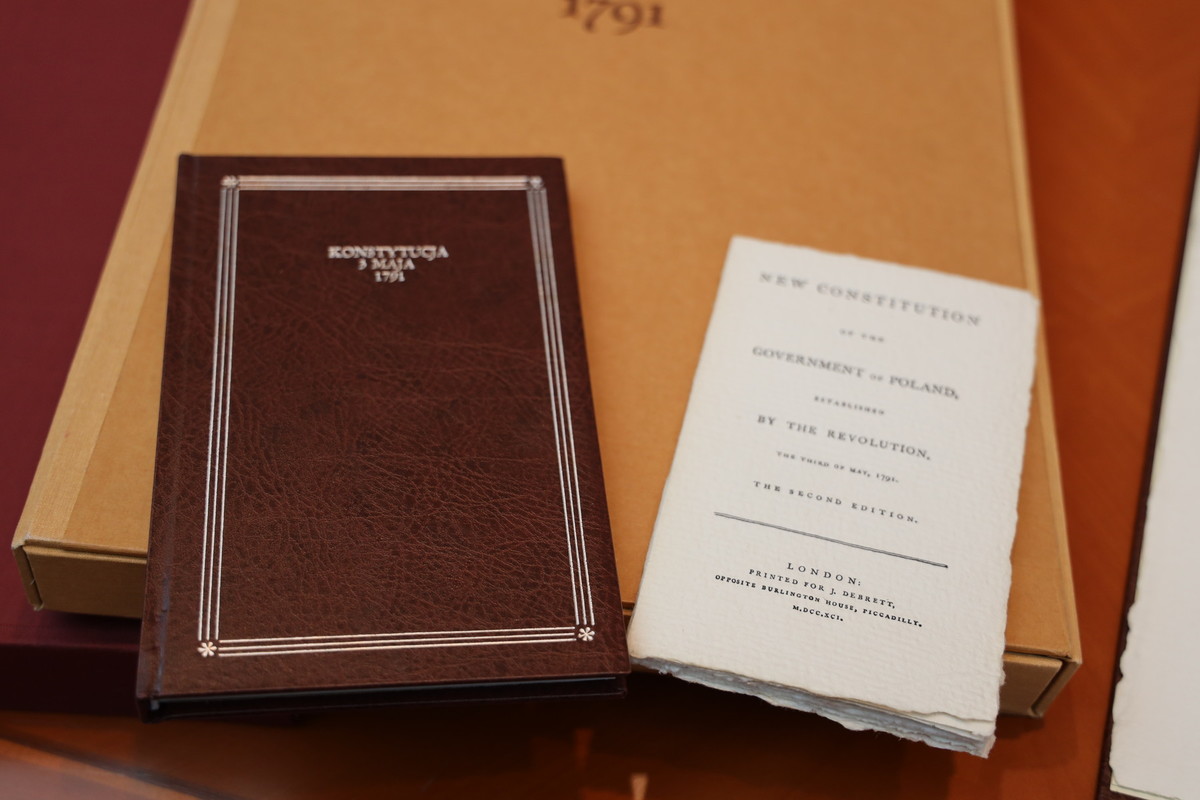 1791
KONSTYTUCJA
3 MAJA
1791
NEW CONSTITUTION
OF THE
GOVERNMENT OF POLAND,
ESTABLISHED
BY THE REVOLUTION,
THE THIRD OF MAY, 1791.
THE SECOND EDITION.
LONDON:
PRINTED FOR J. DEBRETT,
OPPOSITE BURLINGTON HOUSE, PICCADILLY.
M,DCC,XCI.